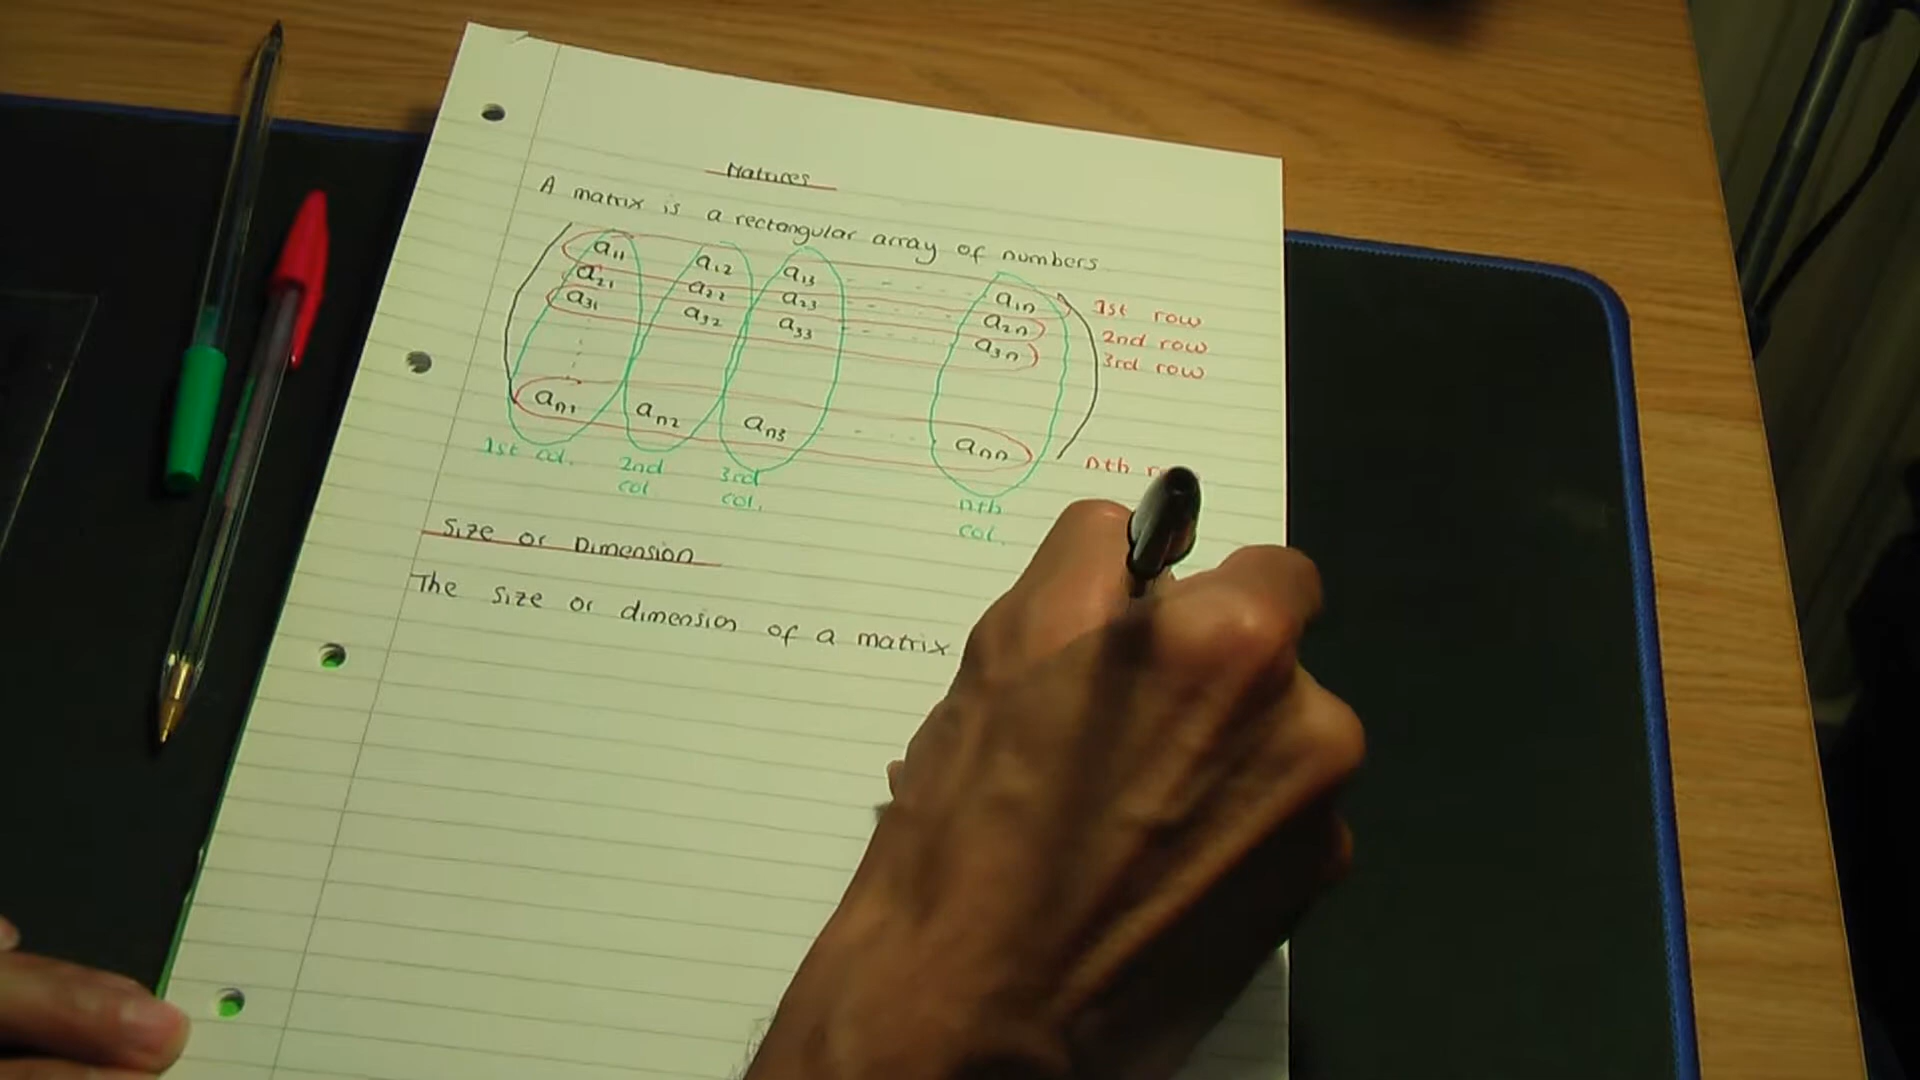 Matrices
A matrix is a rectangular array of numbers
a11 a12 a13 - - - a1n 1st row
a21 a22 a23 - - - a2n 2nd row
a31 a32 a33 - - - a3n 3rd row
an1 an2 an3 - - - ann nth
1st col. 2nd col 3rd col. nth col.
Size or Dimension
The size or dimension of a matrix